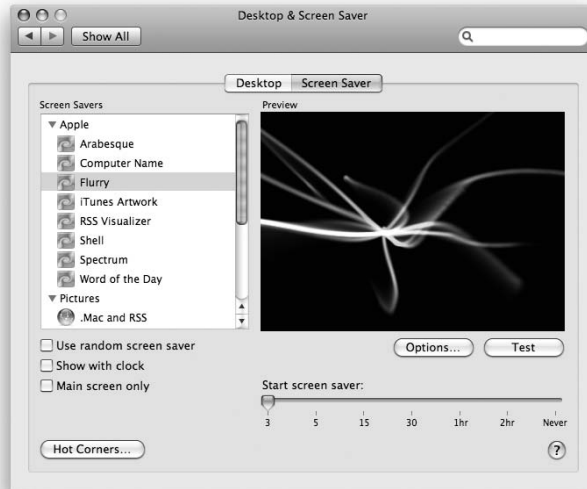 Desktop & Screen Saver
Show All
Desktop Screen Saver
Screen Savers
Preview
Apple
Arabesque
Computer Name
Flurry
iTunes Artwork
RSS Visualizer
Shell
Spectrum
Word of the Day
Pictures
.Mac and RSS
Use random screen saver
Show with clock
Main screen only
Options... Test
Start screen saver:
3 5 15 30 1hr 2hr Never
Hot Corners... ?